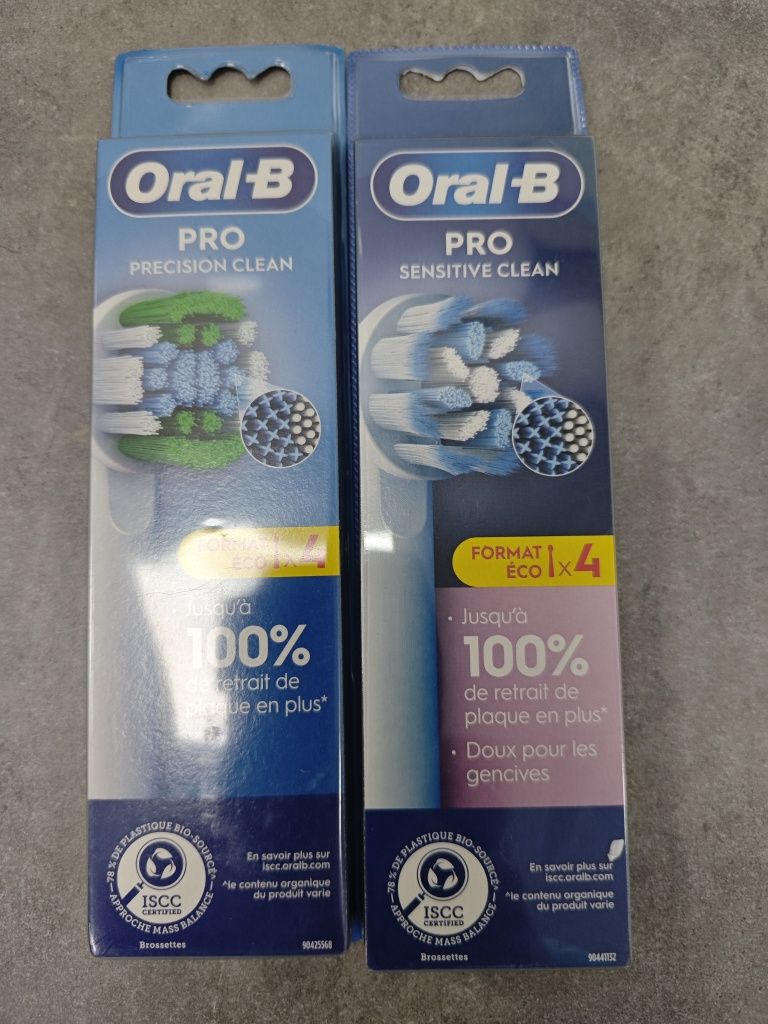 Oral-B
PRO
PRECISION CLEAN
FORMAT
ÉCO x4
• Jusqu'à
100%
de retrait de
plaque en plus*
78 % DE PLASTIQUE BIO-SOURCÉ^
ISCC
CERTIFIED
APPROCHE MASS BALANCE
En savoir plus sur
iscc.oralb.com
^le contenu organique
du produit varie
Brossettes
90425568
Oral-B
PRO
SENSITIVE CLEAN
FORMAT
ÉCO x4
• Jusqu'à
100%
de retrait de
plaque en plus*
• Doux pour les
gencives
78 % DE PLASTIQUE BIO-SOURCÉ^
ISCC
CERTIFIED
APPROCHE MASS BALANCE
En savoir plus sur
iscc.oralb.com
^le contenu organique
du produit varie
Brossettes
90441132